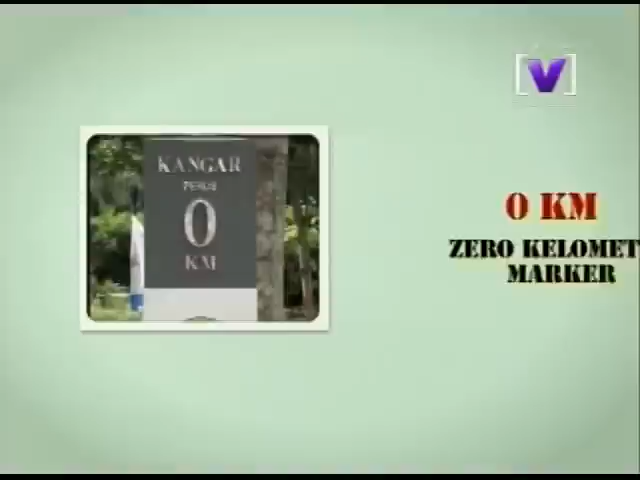 [V]
KANGAR
PERLIS
0
KM
0 KM
ZERO KELOMET
MARKER